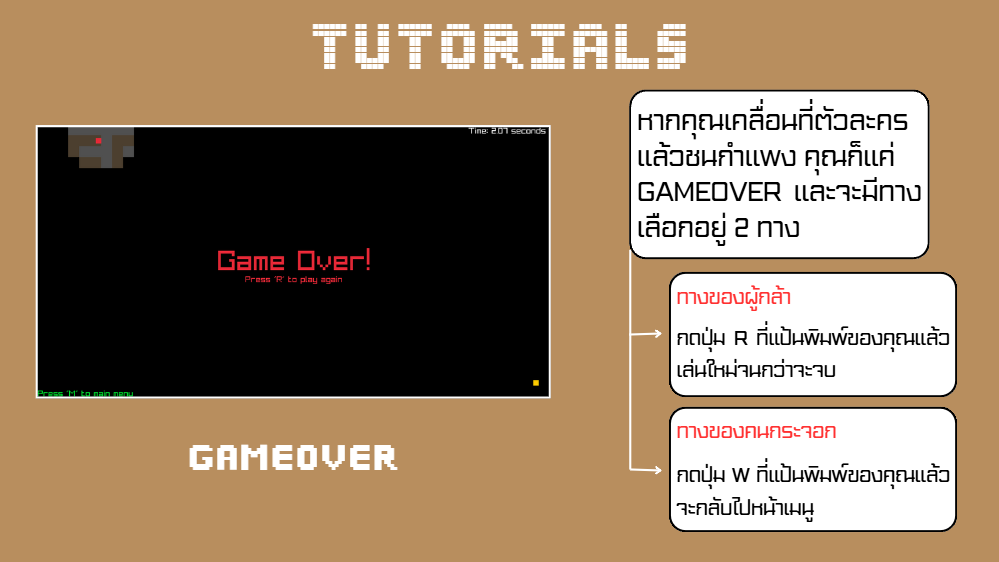 TUTORIALS
Time: 2.07 seconds
Game Over!
Press 'R' to play again
Press 'M' to main menu
GAMEOVER
หากคุณเคลื่อนที่ตัวละคร
แล้วชนกำแพง คุณก็แค่
GAMEOVER และจะมีทาง
เลือกอยู่ 2 ทาง
ทางของผู้กล้า
กดปุ่ม R ที่แป้นพิมพ์ของคุณแล้ว
เล่นใหม่จนกว่าจะจบ
ทางของคนกระจอก
กดปุ่ม W ที่แป้นพิมพ์ของคุณแล้ว
จะกลับไปหน้าเมนู